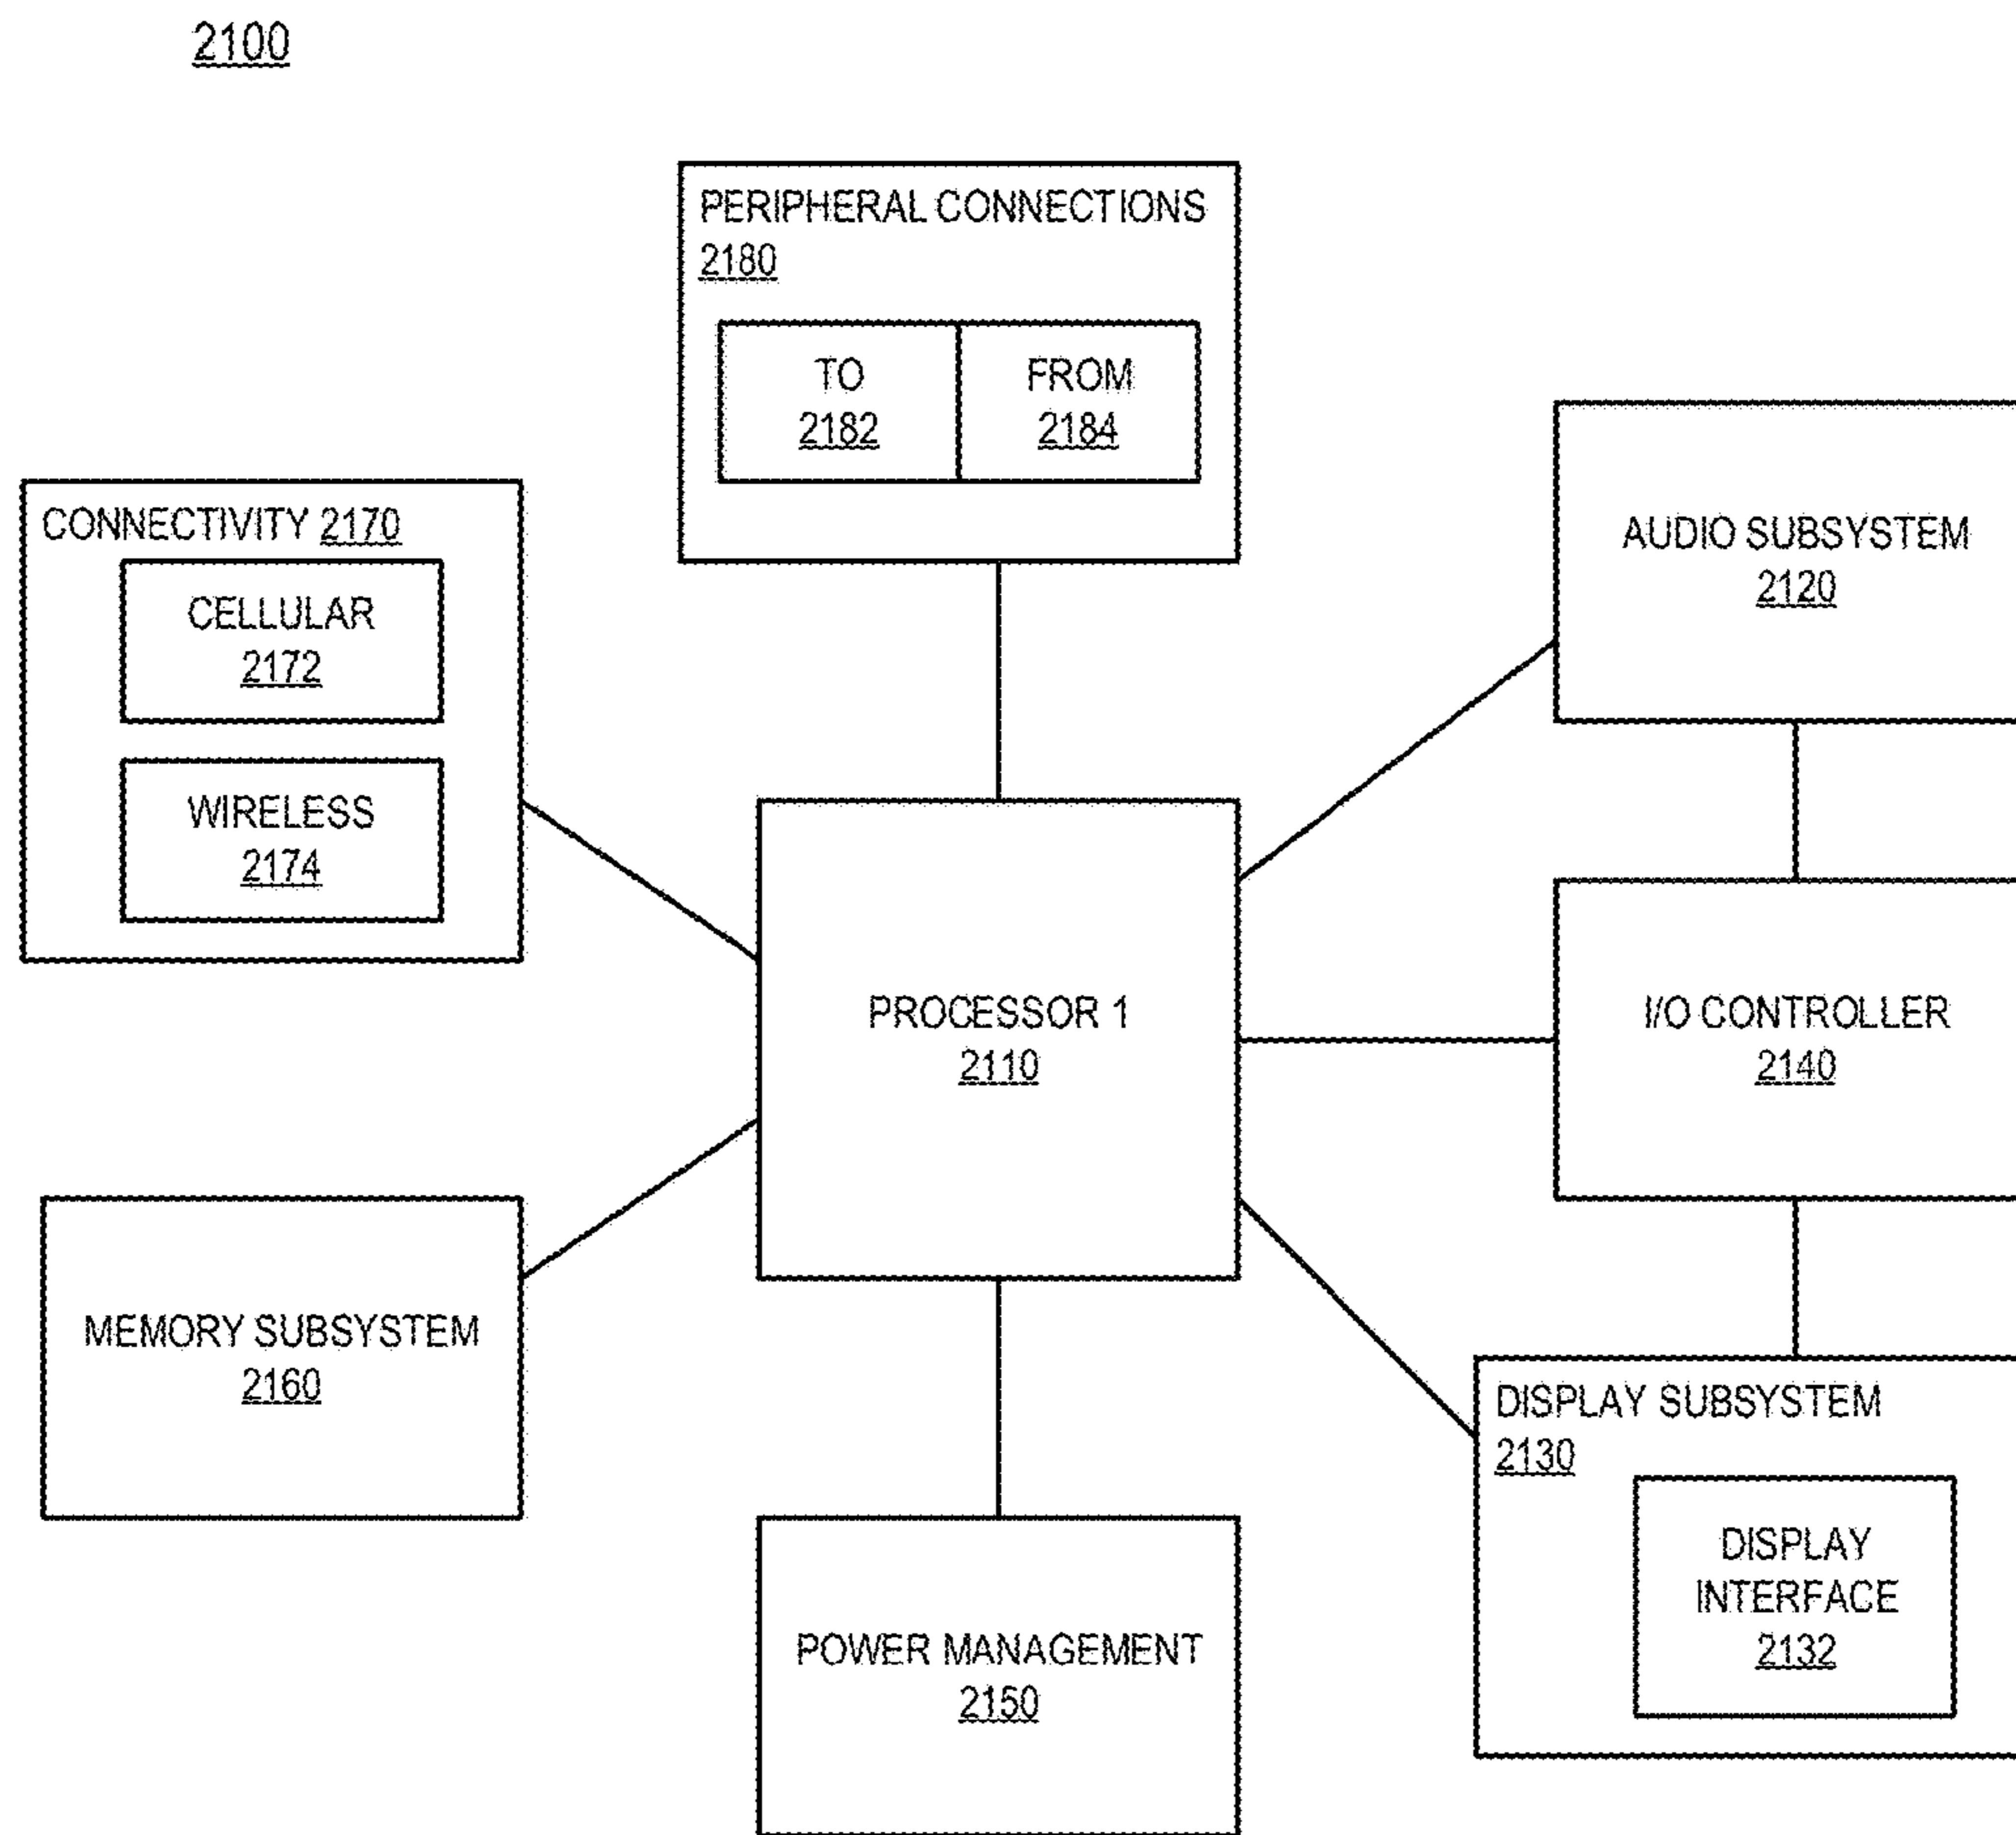 2100
PERIPHERAL CONNECTIONS
2180
TO
2182
FROM
2184
CONNECTIVITY 2170
CELLULAR
2172
WIRELESS
2174
AUDIO SUBSYSTEM
2120
PROCESSOR 1
2110
I/O CONTROLLER
2140
MEMORY SUBSYSTEM
2160
DISPLAY SUBSYSTEM
2130
DISPLAY
INTERFACE
2132
POWER MANAGEMENT
2150